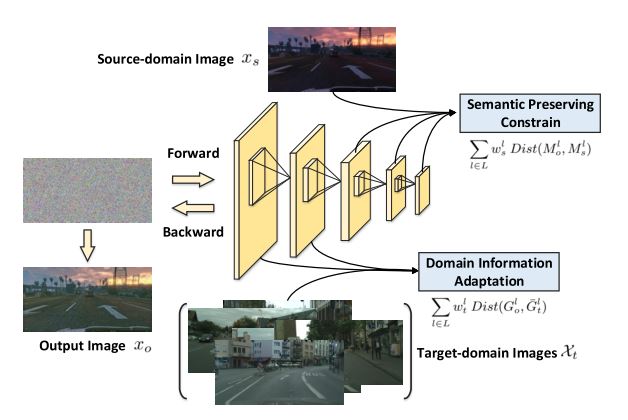 Source-domain Image x_s
Semantic Preserving
Constrain
\sum_{l \in L} w_s^l Dist(M_o^l, M_s^l)
Forward
Backward
Domain Information
Adaptation
\sum_{l \in L} w_t^l Dist(G_o^l, \bar{G}_t^l)
Output Image x_o
Target-domain Images \mathcal{X}_t